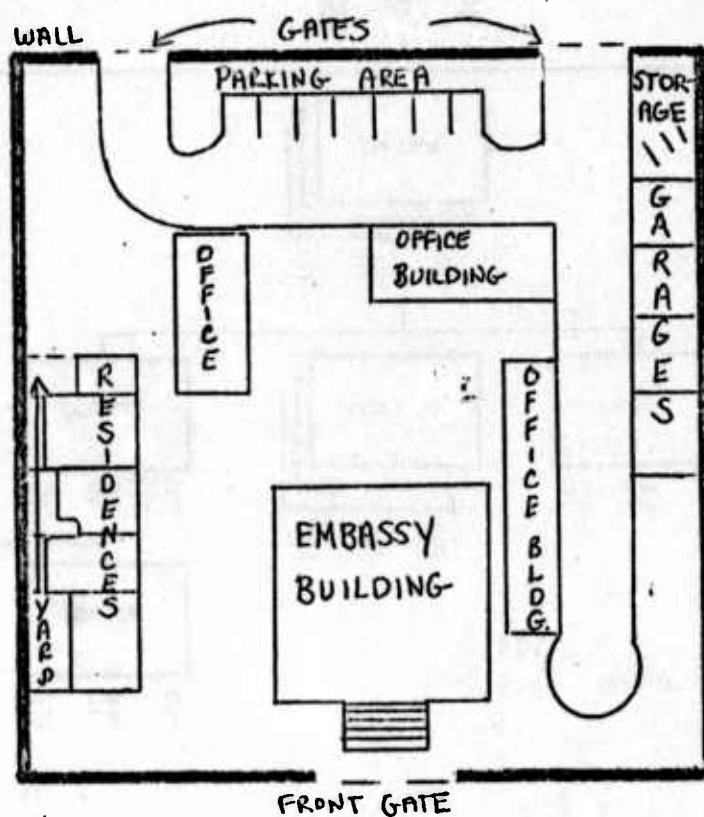 WALL
GATES
PARKING AREA
STOR-
AGE
GARAGES
OFFICE
OFFICE
BUILDING
RESIDENCES
OFFICE BLDG.
EMBASSY
BUILDING
YARD
FRONT GATE